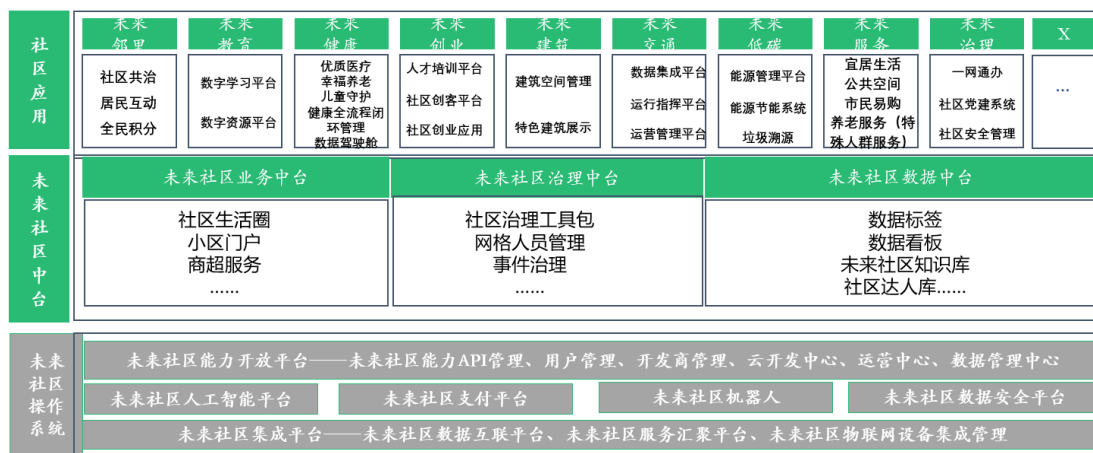 社区应用
未来邻里
未来教育
未来健康
未来创业
未来建筑
未来交通
未来低碳
未来服务
未来治理
X
社区共治
居民互动
全民积分
数字学习平台
数字资源平台
优质医疗
幸福养老
儿童守护
健康全流程闭
环管理
数据驾驶舱
人才培训平台
社区创客平台
社区创业应用
建筑空间管理
特色建筑展示
数据集成平台
运行指挥平台
运营管理平台
能源管理平台
能源节能系统
垃圾溯源
宜居生活
公共空间
市民易购
养老服务（特
殊人群服务）
一网通办
社区党建系统
社区安全管理
…
未来社区中台
未来社区业务中台
未来社区治理中台
未来社区数据中台
社区生活圈
小区门户
商超服务
……
社区治理工具包
网格人员管理
事件治理
……
数据标签
数据看板
未来社区知识库
社区达人库……
未来
社区
操作
系统
未来社区能力开放平台——未来社区能力API管理、用户管理、开发商管理、云开发中心、运营中心、数据管理中心
未来社区人工智能平台
未来社区支付平台
未来社区机器人
未来社区数据安全平台
未来社区集成平台——未来社区数据互联平台、未来社区服务汇聚平台、未来社区物联网设备集成管理